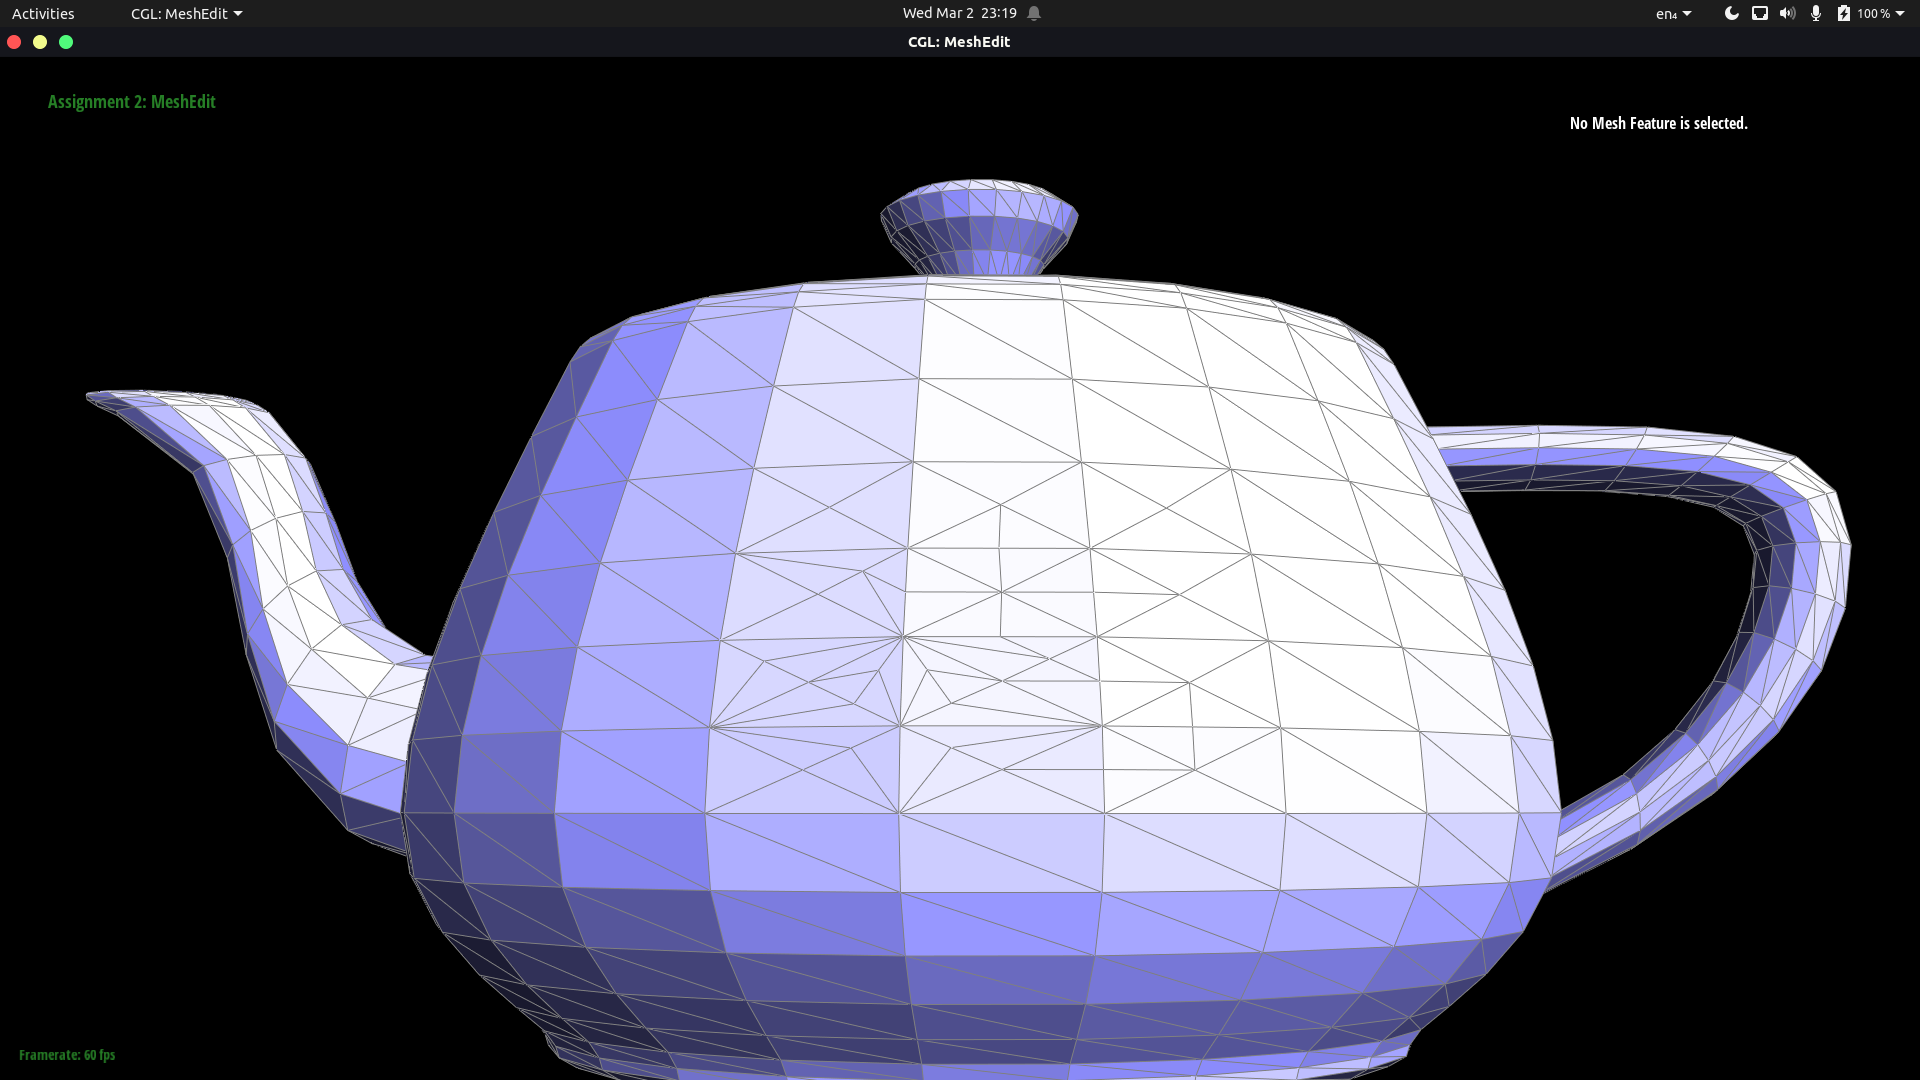 Activities
CGL: MeshEdit
Wed Mar 2 23:19
en₄
100 %
CGL: MeshEdit
Assignment 2: MeshEdit
No Mesh Feature is selected.
Framerate: 60 fps